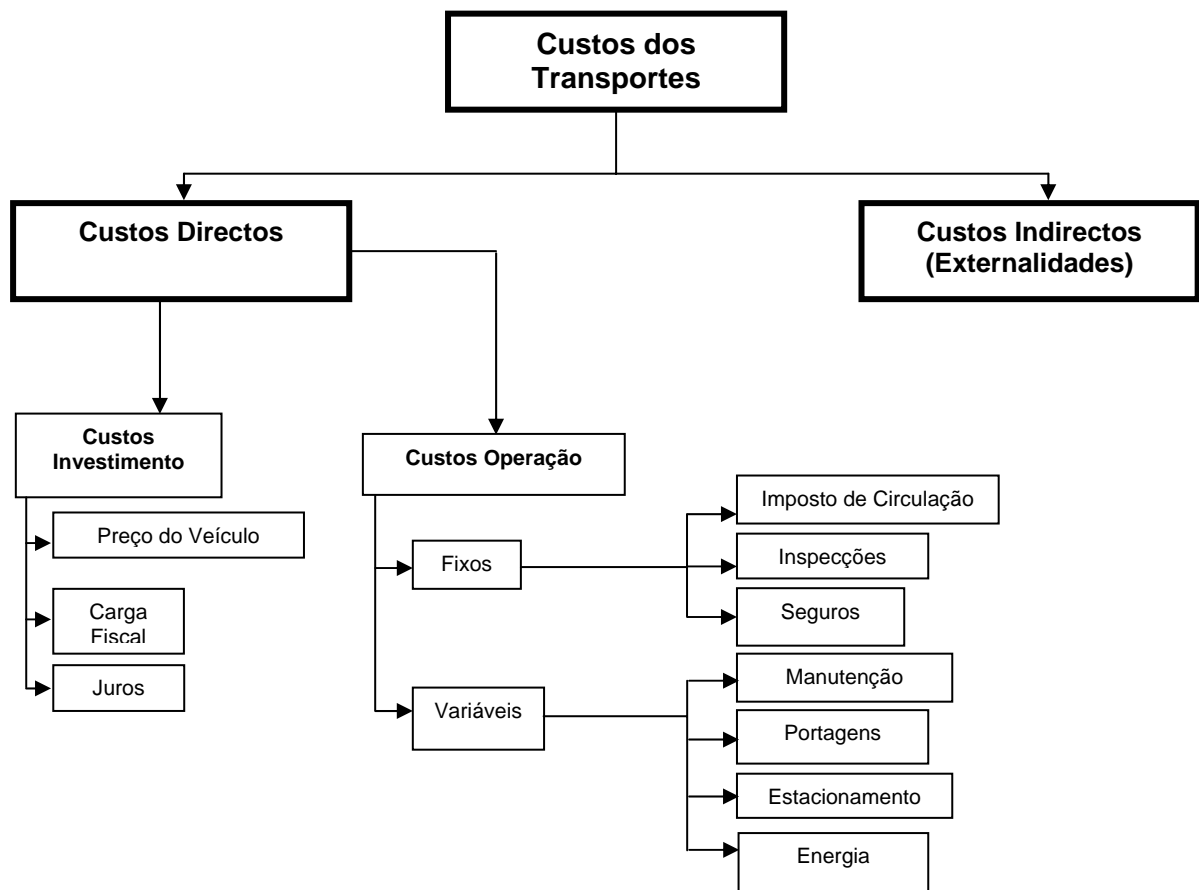 Custos dos
Transportes
Custos Directos
Custos Indirectos
(Externalidades)
Custos
Investimento
Preço do Veículo
Carga
Fiscal
Juros
Custos Operação
Fixos
Imposto de Circulação
Inspecções
Seguros
Variáveis
Manutenção
Portagens
Estacionamento
Energia